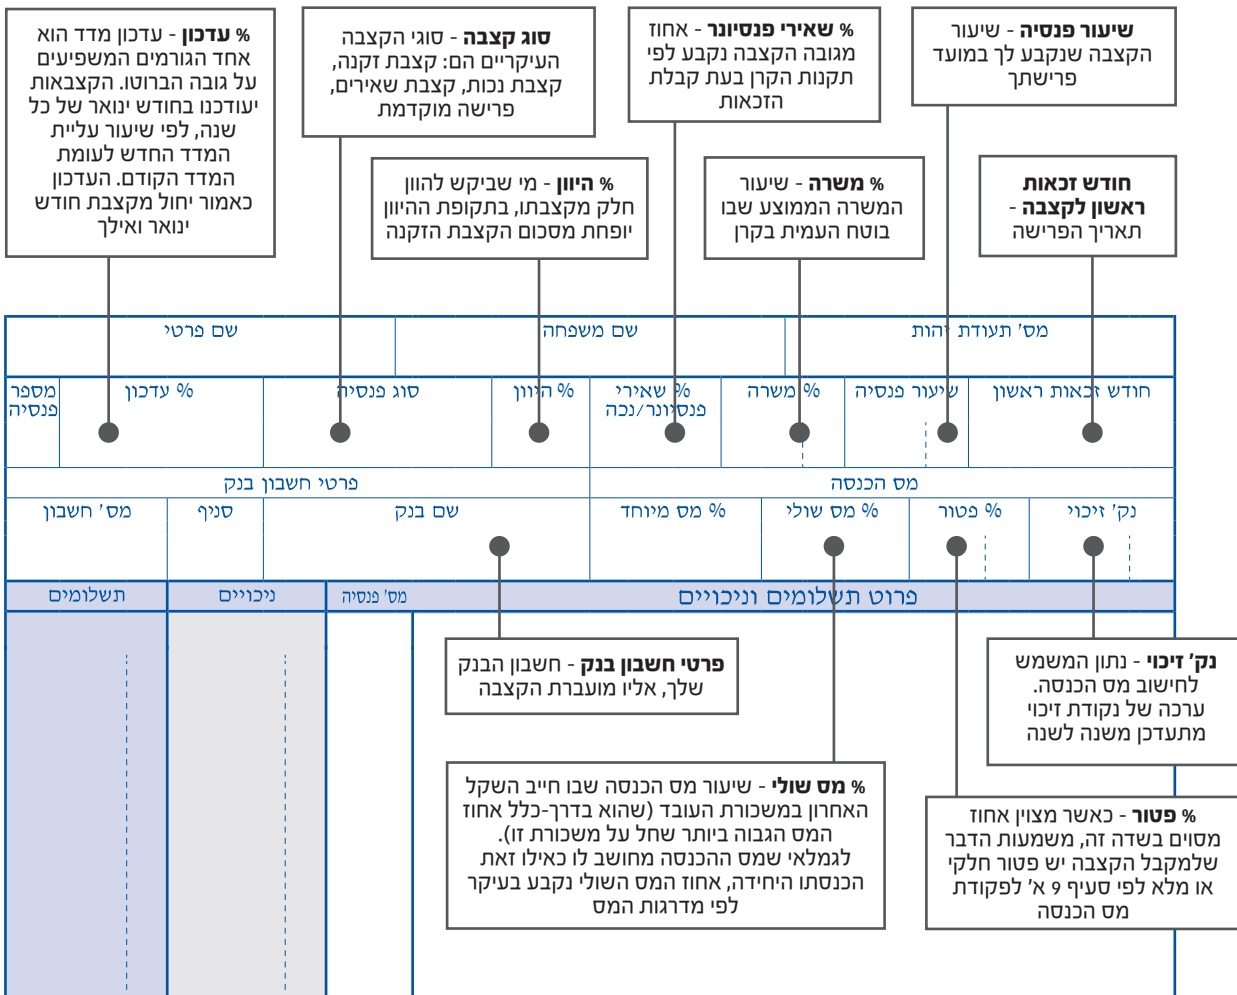 שיעור פנסיה - שיעור
הקצבה שנקבע לך במועד
פרישתך
% שאירי פנסיונר - אחוז
מגובה הקצבה נקבע לפי
תקנות הקרן בעת קבלת
הזכאות
סוג קצבה - סוגי הקצבה
העיקריים הם: קצבת זקנה,
קצבת נכות, קצבת שאירים,
פרישה מוקדמת
% עדכון - עדכון מדד הוא
אחד הגורמים המשפיעים
על גובה הברוטו. הקצבאות
יעודכנו בחודש ינואר של כל
שנה, לפי שיעור עליית
המדד החדש לעומת
המדד הקודם. העדכון
כאמור יחול מקצבת חודש
ינואר ואילך
חודש זכאות
ראשון לקצבה -
תאריך הפרישה
% משרה - שיעור
המשרה הממוצע שבו
בוטח העמית בקרן
% היוון - מי שביקש להוון
חלק מקצבתו, בתקופת ההיוון
יופחת מסכום הקצבת הזקנה
מס' תעודת זהות
שם משפחה
שם פרטי
חודש זכאות ראשון
שיעור פנסיה
% משרה
% שאירי
פנסיונר/נכה
% היוון
סוג פנסיה
% עדכון
מספר
פנסיה
מס הכנסה
פרטי חשבון בנק
נק' זיכוי
% פטור
% מס שולי
% מס מיוחד
שם בנק
סניף
מס' חשבון
פרוט תשלומים וניכויים
מס' פנסיה
ניכויים
תשלומים
נק' זיכוי - נתון המשמש
לחישוב מס הכנסה.
ערכה של נקודת זיכוי
מתעדכן משנה לשנה
פרטי חשבון בנק - חשבון הבנק
שלך, אליו מועברת הקצבה
% מס שולי - שיעור מס הכנסה שבו חייב השקל
האחרון במשכורת העובד (שהוא בדרך-כלל אחוז
המס הגבוה ביותר שחל על משכורת זו).
לגמלאי שמס ההכנסה מחושב לו כאילו זאת
הכנסתו היחידה, אחוז המס השולי נקבע בעיקר
לפי מדרגות המס
% פטור - כאשר מצוין אחוז
מסוים בשדה זה, משמעות הדבר
שלמקבל הקצבה יש פטור חלקי
או מלא לפי סעיף 9 א' לפקודת
מס הכנסה